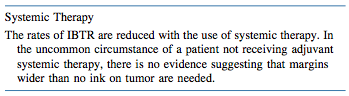 Systemic Therapy
The rates of IBTR are reduced with the use of systemic therapy. In
the uncommon circumstance of a patient not receiving adjuvant
systemic therapy, there is no evidence suggesting that margins
wider than no ink on tumor are needed.